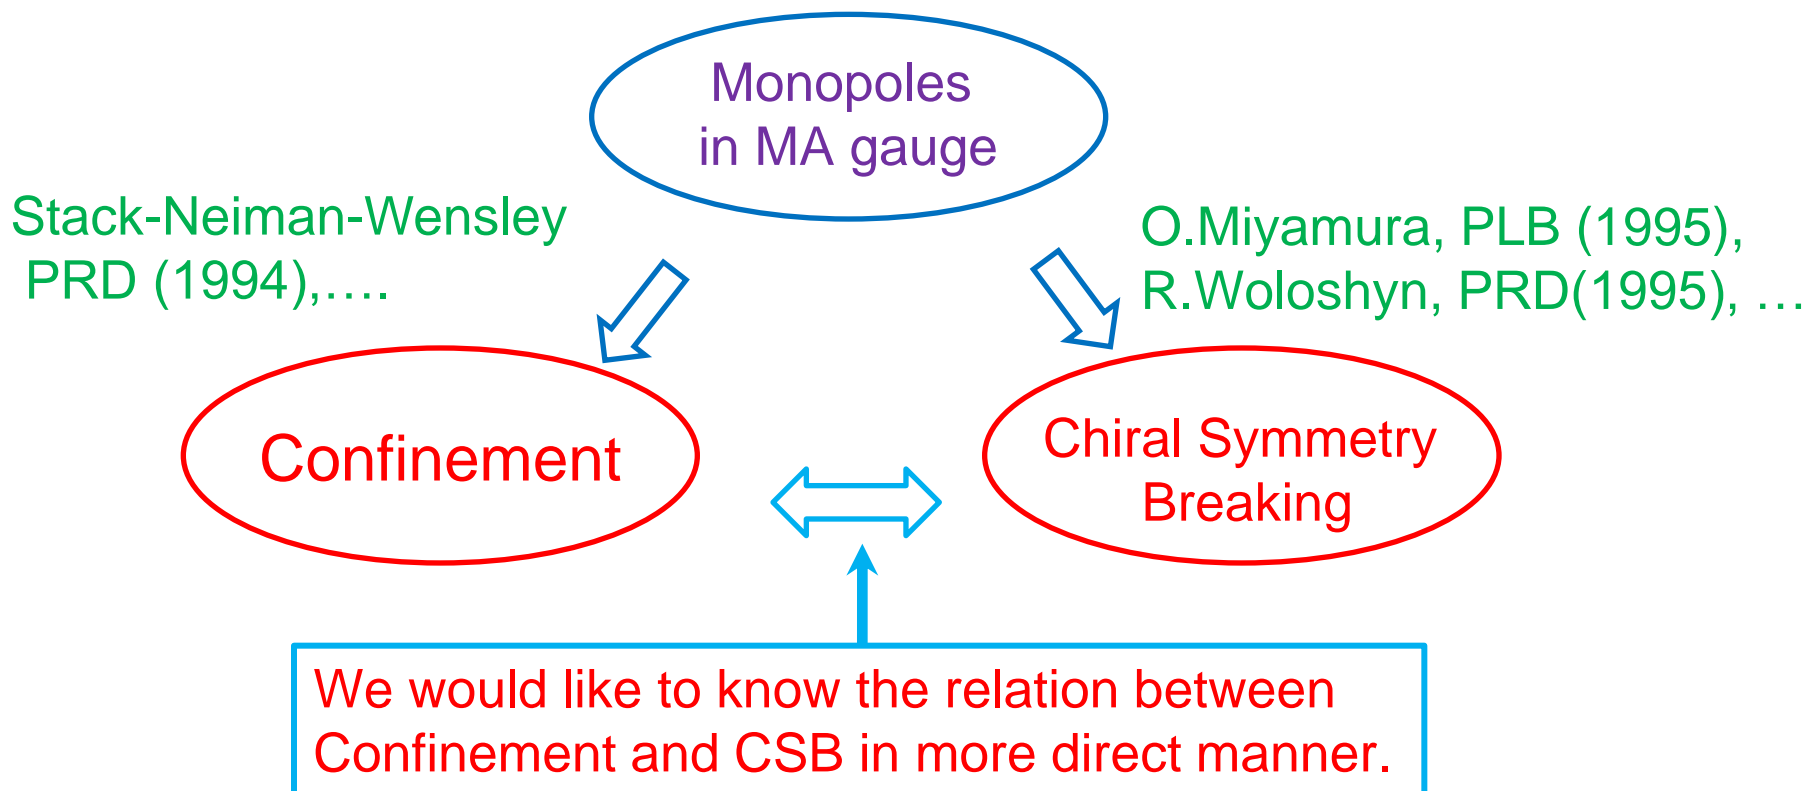 Monopoles
in MA gauge
Stack-Neiman-Wensley
PRD (1994),….
O.Miyamura, PLB (1995),
R.Woloshyn, PRD(1995), …
Confinement
Chiral Symmetry
Breaking
We would like to know the relation between
Confinement and CSB in more direct manner.